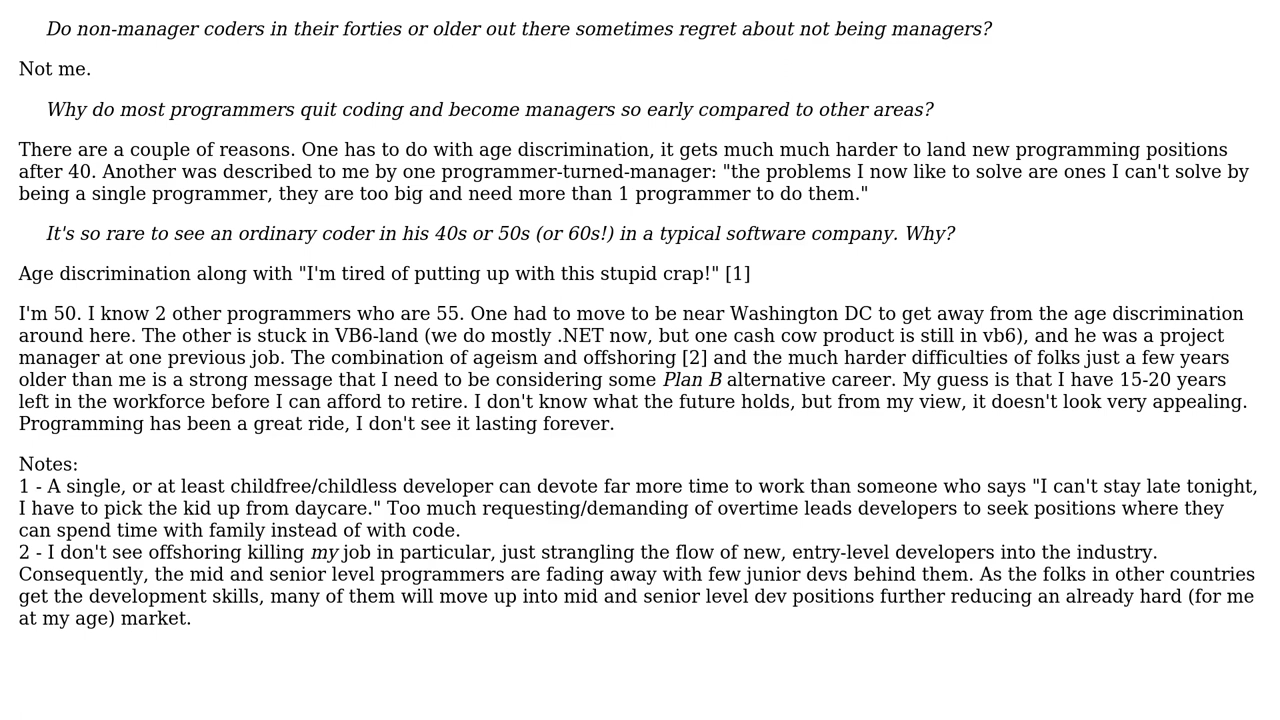 Do non-manager coders in their forties or older out there sometimes regret about not being managers?
Not me.
Why do most programmers quit coding and become managers so early compared to other areas?
There are a couple of reasons. One has to do with age discrimination, it gets much much harder to land new programming positions
after 40. Another was described to me by one programmer-turned-manager: "the problems I now like to solve are ones I can't solve by
being a single programmer, they are too big and need more than 1 programmer to do them."
It's so rare to see an ordinary coder in his 40s or 50s (or 60s!) in a typical software company. Why?
Age discrimination along with "I'm tired of putting up with this stupid crap!" [1]
I'm 50. I know 2 other programmers who are 55. One had to move to be near Washington DC to get away from the age discrimination
around here. The other is stuck in VB6-land (we do mostly .NET now, but one cash cow product is still in vb6), and he was a project
manager at one previous job. The combination of ageism and offshoring [2] and the much harder difficulties of folks just a few years
older than me is a strong message that I need to be considering some Plan B alternative career. My guess is that I have 15-20 years
left in the workforce before I can afford to retire. I don't know what the future holds, but from my view, it doesn't look very appealing.
Programming has been a great ride, I don't see it lasting forever.
Notes:
1 - A single, or at least childfree/childless developer can devote far more time to work than someone who says "I can't stay late tonight,
I have to pick the kid up from daycare." Too much requesting/demanding of overtime leads developers to seek positions where they
can spend time with family instead of with code.
2 - I don't see offshoring killing my job in particular, just strangling the flow of new, entry-level developers into the industry.
Consequently, the mid and senior level programmers are fading away with few junior devs behind them. As the folks in other countries
get the development skills, many of them will move up into mid and senior level dev positions further reducing an already hard (for me
at my age) market.